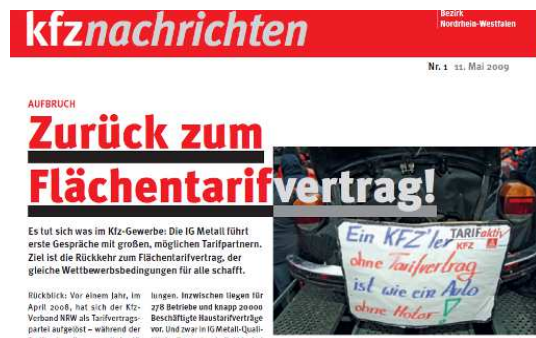 Bezirk
Nordrhein-Westfalen
kfznachrichten
Nr. 1 11. Mai 2009
AUFBRUCH
Zurück zum
Flächentarifvertrag!
Es tut sich was im Kfz-Gewerbe: Die IG Metall führt
erste Gespräche mit großen, möglichen Tarifpartnern.
Ziel ist die Rückkehr zum Flächentarifvertrag, der
gleiche Wettbewerbsbedingungen für alle schafft.
Rückblick: Vor einem Jahr, im
April 2008, hat sich der Kfz-
Verband NRW als Tarifvertrags-
partei aufgelöst – während der
lungen. Inzwischen liegen für
278 Betriebe und knapp 20000
Beschäftigte Haustarifverträge
vor. Und zwar in IG Metall-Quali-
Ein KFZ'ler
ohne Tarifvertrag
ist wie ein Auto
ohne Motor!
TARIFaktiv
KFZ